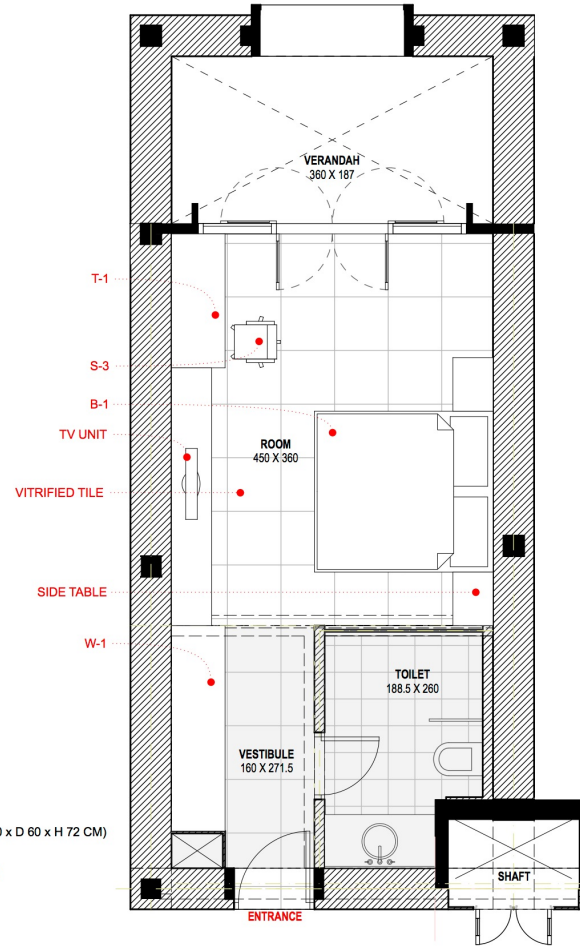 VERANDAH
360 X 187
T-1
S-3
B-1
TV UNIT
ROOM
450 X 360
VITRIFIED TILE
SIDE TABLE
W-1
TOILET
188.5 X 260
VESTIBULE
160 X 271.5
0 x D 60 x H 72 CM)
SHAFT
ENTRANCE